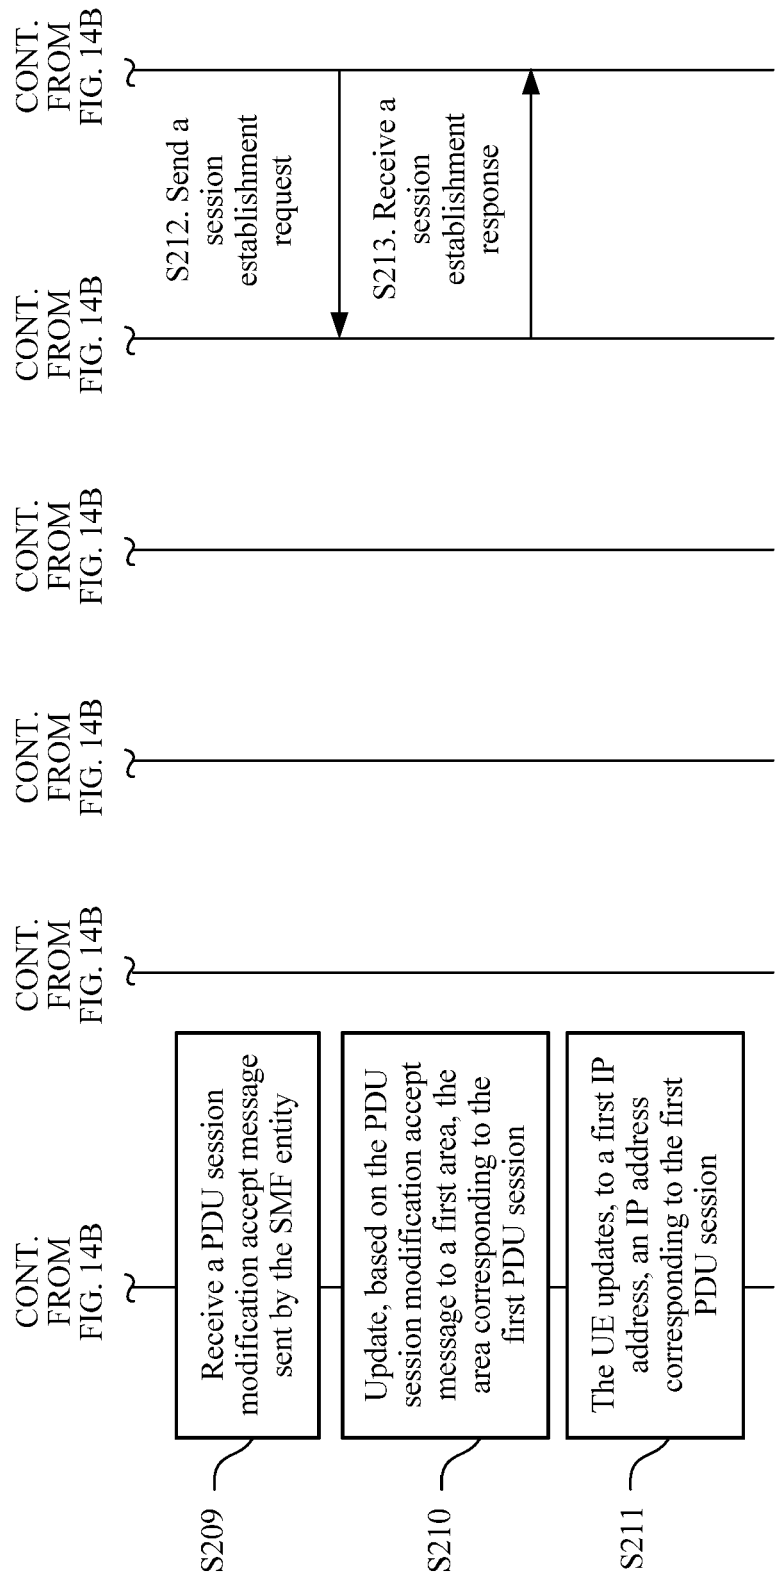 CONT.
FROM
FIG. 14B
CONT.
FROM
FIG. 14B
CONT.
FROM
FIG. 14B
CONT.
FROM
FIG. 14B
CONT.
FROM
FIG. 14B
CONT.
FROM
FIG. 14B
S209
Receive a PDU session
modification accept message
sent by the SMF entity
S210
Update, based on the PDU
session modification accept
message to a first area, the
area corresponding to the
first PDU session
S211
The UE updates, to a first IP
address, an IP address
corresponding to the first
PDU session
S212. Send a
session
establishment
request
S213. Receive a
session
establishment
response